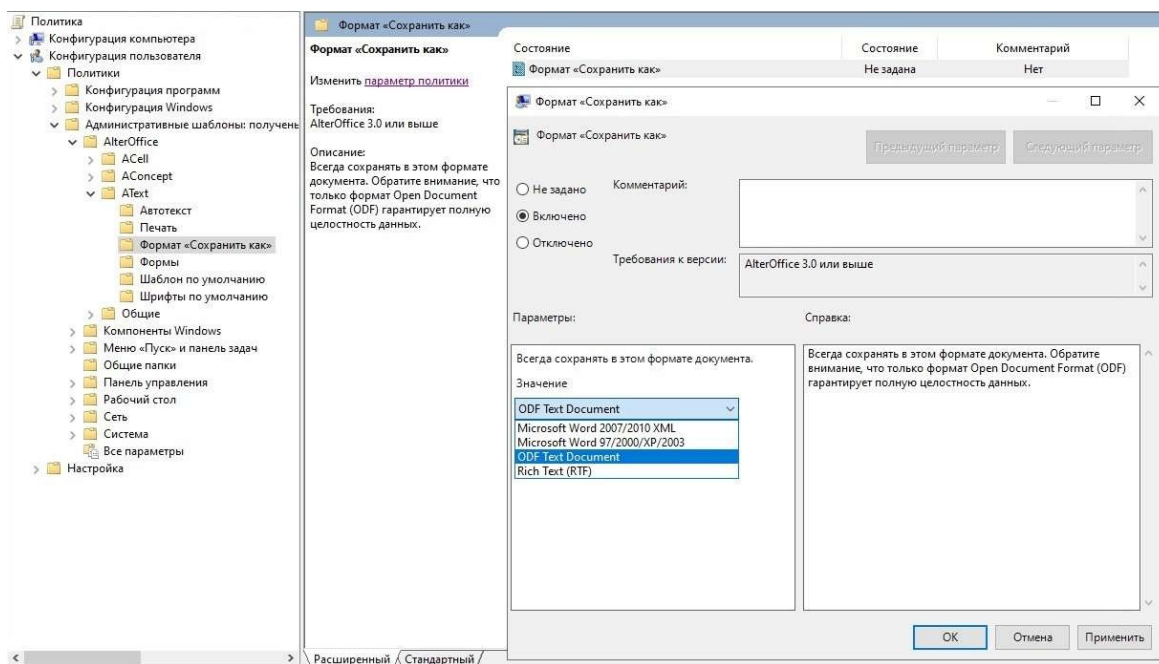 Политика
Конфигурация компьютера
Конфигурация пользователя
Политики
Конфигурация программ
Конфигурация Windows
Административные шаблоны: получень
AlterOffice
ACell
AConcept
AText
Автотекст
Печать
Формат «Сохранить как»
Формы
Шаблон по умолчанию
Шрифты по умолчанию
Общие
Компоненты Windows
Меню «Пуск» и панель задач
Общие папки
Панель управления
Рабочий стол
Сеть
Система
Все параметры
Настройка
Формат «Сохранить как»
Формат «Сохранить как»
Изменить параметр политики
Требования:
AlterOffice 3.0 или выше
Описание:
Всегда сохранять в этом формате
документа. Обратите внимание, что
только формат Open Document
Format (ODF) гарантирует полную
целостность данных.
Состояние Состояние Комментарий
Формат «Сохранить как» Не задана Нет
Формат «Сохранить как»
Формат «Сохранить как»
Предыдущий параметр Следующий параметр
Не задано Комментарий:
Включено
Отключено
Требования к версии: AlterOffice 3.0 или выше
Параметры: Справка:
Всегда сохранять в этом формате документа.
Значение
ODF Text Document
Microsoft Word 2007/2010 XML
Microsoft Word 97/2000/XP/2003
ODF Text Document
Rich Text (RTF)
Всегда сохранять в этом формате документа. Обратите
внимание, что только формат Open Document Format (ODF)
гарантирует полную целостность данных.
OK Отмена Применить
Расширенный Стандартный